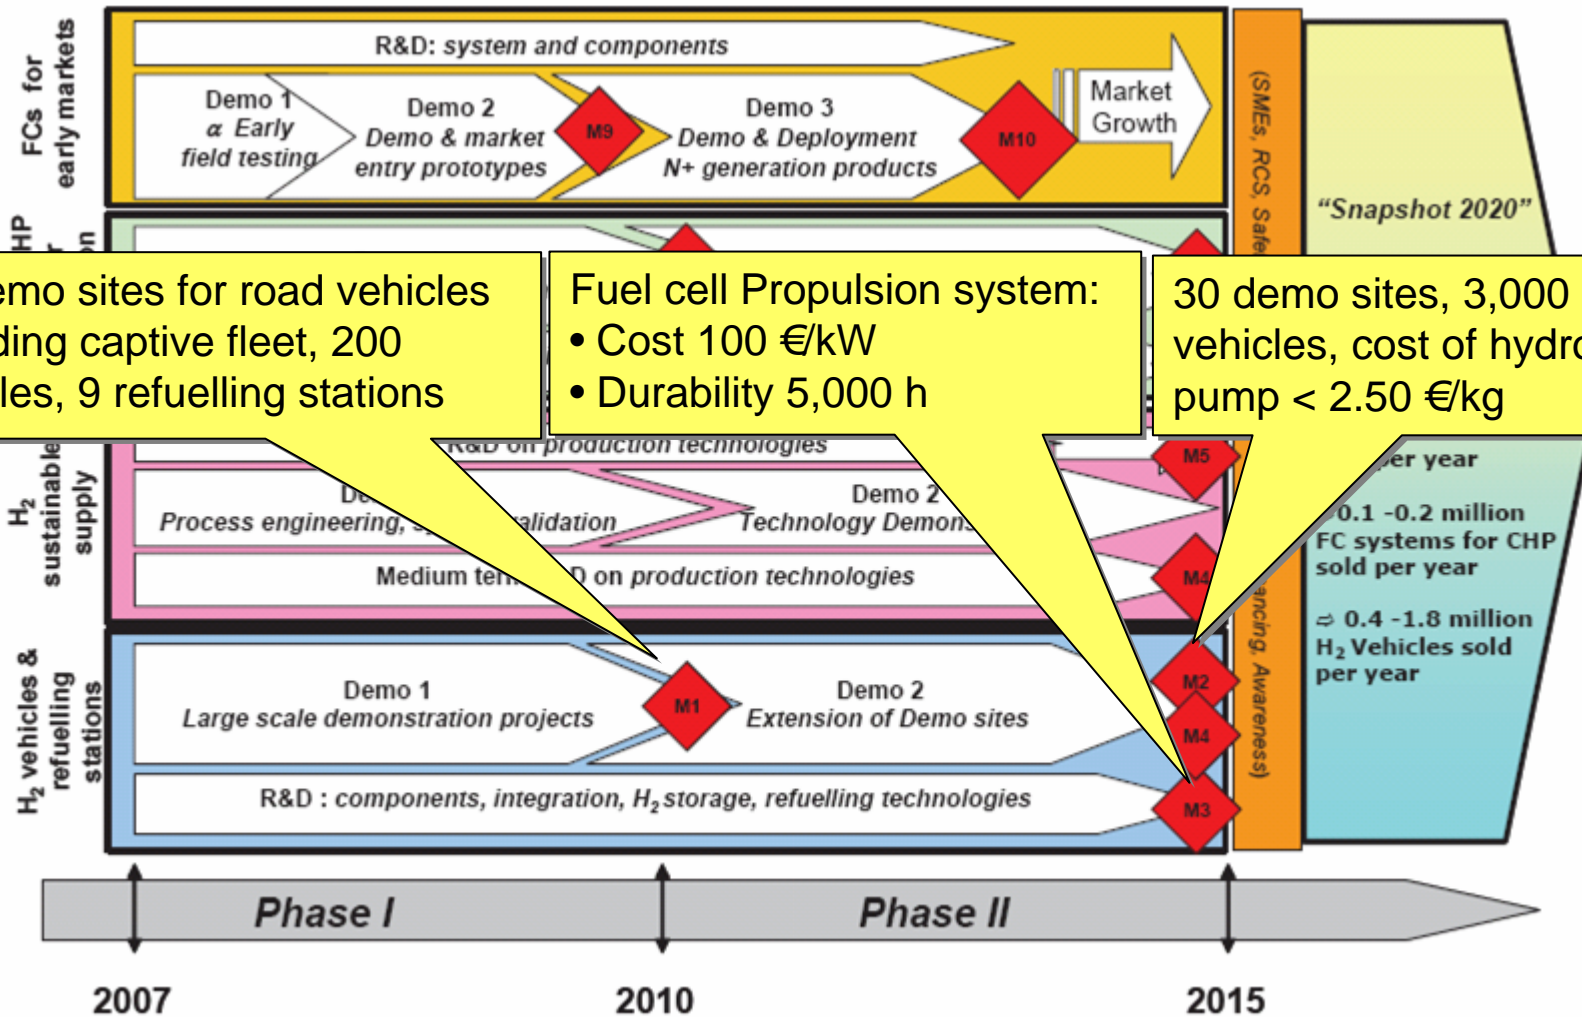 FCs for
early markets
R&D: system and components
Demo 1
α Early
field testing
Demo 2
Demo & market
entry prototypes
M9
Demo 3
Demo & Deployment
N+ generation products
M10
Market
Growth
(SMEs, RCS, Safe
ancing, Awareness)
“Snapshot 2020”
demo sites for road vehicles
ding captive fleet, 200
les, 9 refuelling stations
Fuel cell Propulsion system:
• Cost 100 €/kW
• Durability 5,000 h
30 demo sites, 3,000
vehicles, cost of hydro
pump < 2.50 €/kg
H2
sustainable
supply
R&D on production technologies
M5
Process engineering, s
alidation
Demo 2
Technology Demons
Medium term
D on production technologies
M4
per year
0.1 -0.2 million
FC systems for CHP
sold per year
⇨ 0.4 -1.8 million
H2 Vehicles sold
per year
H2 vehicles &
refuelling
stations
Demo 1
Large scale demonstration projects
M1
Demo 2
Extension of Demo sites
M2
M4
R&D : components, integration, H2 storage, refuelling technologies
M3
Phase I
Phase II
2007
2010
2015